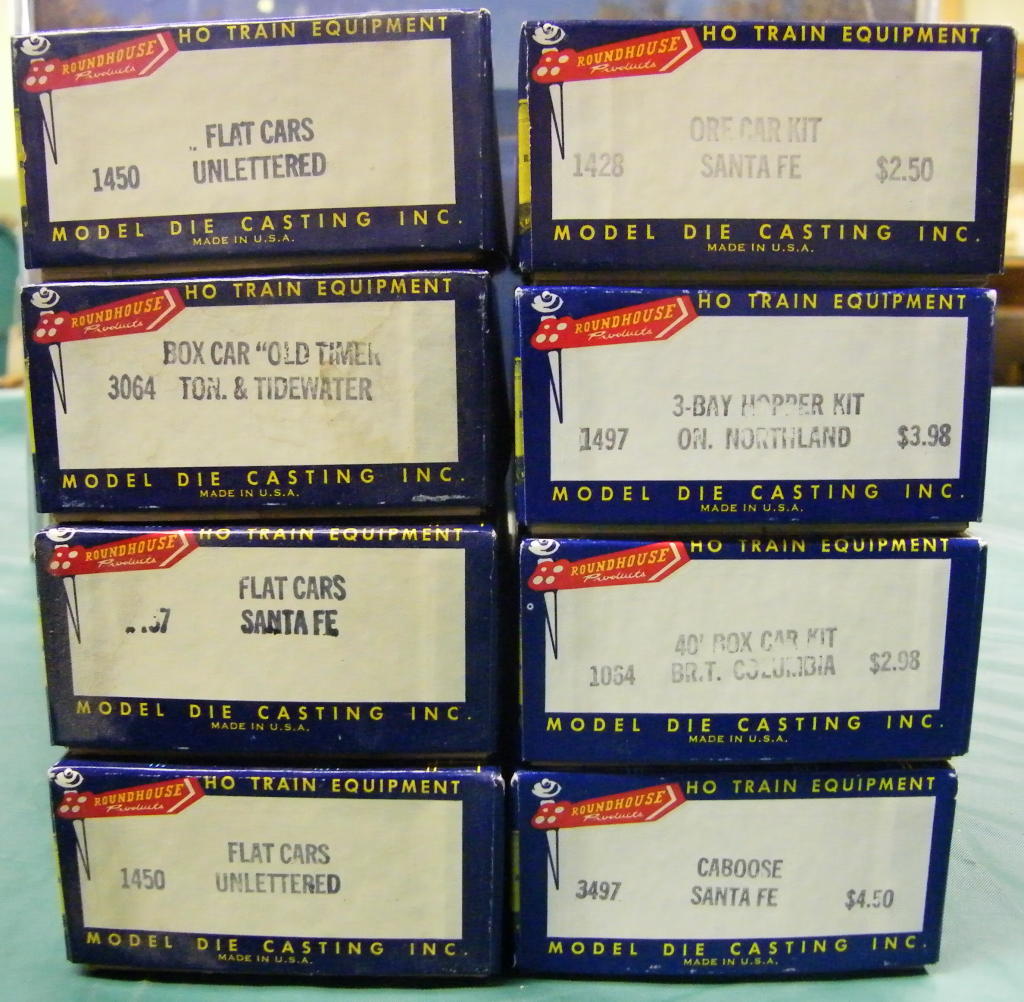 HO TRAIN EQUIPMENT
ROUNDHOUSE
Products
FLAT CARS
1450 UNLETTERED
MODEL DIE CASTING INC.
MADE IN U.S.A.
HO TRAIN EQUIPMENT
ROUNDHOUSE
Products
BOX CAR "OLD TIMER
3064 TON. & TIDEWATER
MODEL DIE CASTING INC.
MADE IN U.S.A.
HO TRAIN EQUIPMENT
ROUNDHOUSE
Products
FLAT CARS
SANTA FE
MODEL DIE CASTING INC.
MADE IN U.S.A.
HO TRAIN EQUIPMENT
ROUNDHOUSE
Products
FLAT CARS
1450 UNLETTERED
MODEL DIE CASTING INC.
MADE IN U.S.A.
HO TRAIN EQUIPMENT
ROUNDHOUSE
Products
ORE CAR KIT
1428 SANTA FE $2.50
MODEL DIE CASTING INC.
MADE IN U.S.A.
HO TRAIN EQUIPMENT
ROUNDHOUSE
Products
3-BAY HOPPER KIT
1497 ON. NORTHLAND $3.98
MODEL DIE CASTING INC.
MADE IN U.S.A.
HO TRAIN EQUIPMENT
ROUNDHOUSE
Products
40' BOX CAR KIT
1064 BR.T. COLUMBIA $2.98
MODEL DIE CASTING INC.
MADE IN U.S.A.
HO TRAIN EQUIPMENT
ROUNDHOUSE
Products
CABOOSE
3497 SANTA FE $4.50
MODEL DIE CASTING INC.
MADE IN U.S.A.